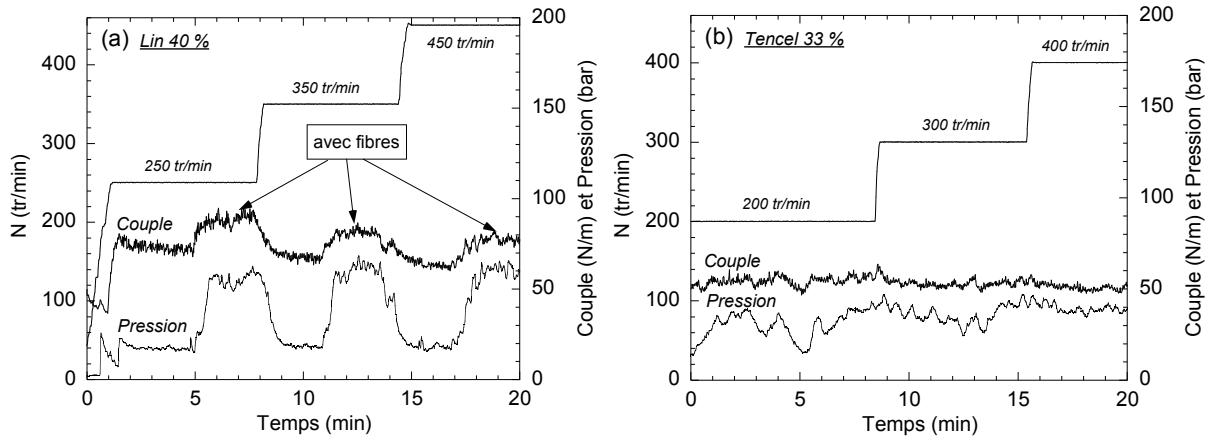 (a) Lin 40 %
450 tr/min
350 tr/min
avec fibres
250 tr/min
Couple
Pression
N (tr/min)
400
300
200
100
0
200
150
100
50
0
Couple (N/m) et Pression (bar)
0 5 10 15 20
Temps (min)
(b) Tencel 33 %
400 tr/min
300 tr/min
200 tr/min
Couple
Pression
N (tr/min)
400
300
200
100
0
200
150
100
50
0
Couple (N/m) et Pression (bar)
0 5 10 15 20
Temps (min)